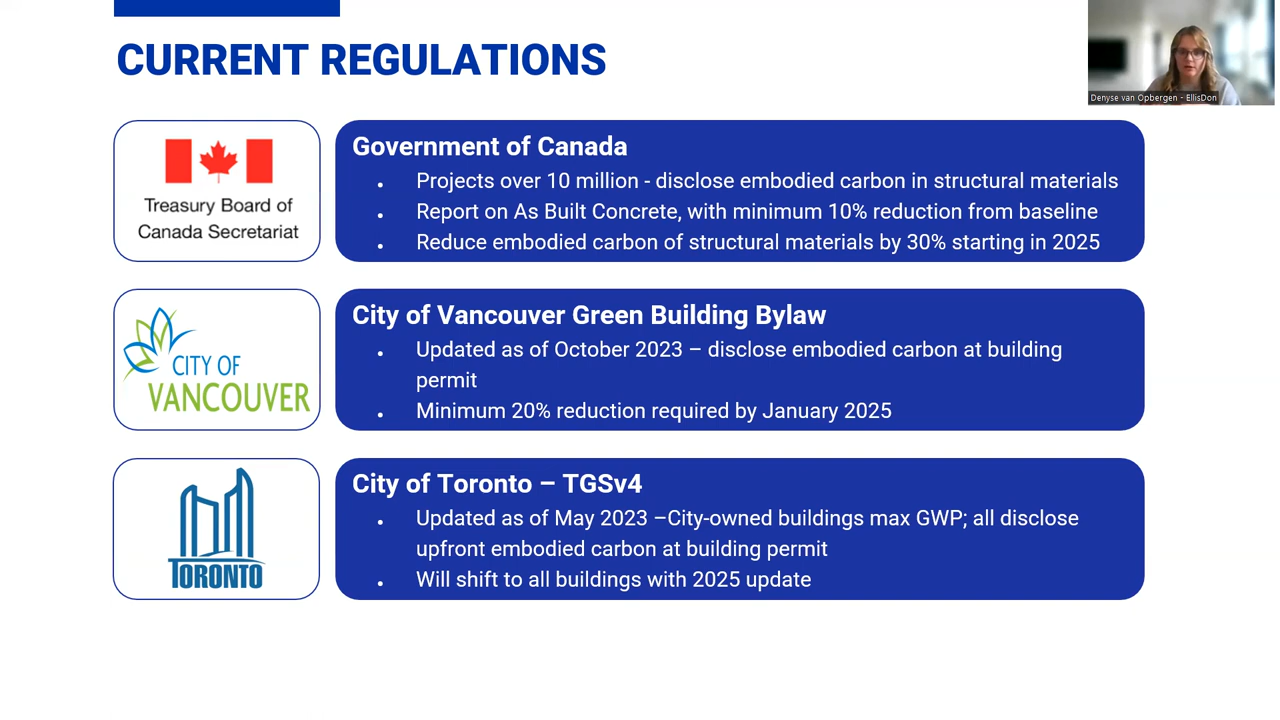 CURRENT REGULATIONS
Denyse van Opbergen - EllisDon
Treasury Board of
Canada Secretariat
Government of Canada
• Projects over 10 million - disclose embodied carbon in structural materials
• Report on As Built Concrete, with minimum 10% reduction from baseline
• Reduce embodied carbon of structural materials by 30% starting in 2025
CITY OF
VANCOUVER
City of Vancouver Green Building Bylaw
• Updated as of October 2023 – disclose embodied carbon at building
permit
• Minimum 20% reduction required by January 2025
TORONTO
City of Toronto – TGSv4
• Updated as of May 2023 –City-owned buildings max GWP; all disclose
upfront embodied carbon at building permit
• Will shift to all buildings with 2025 update